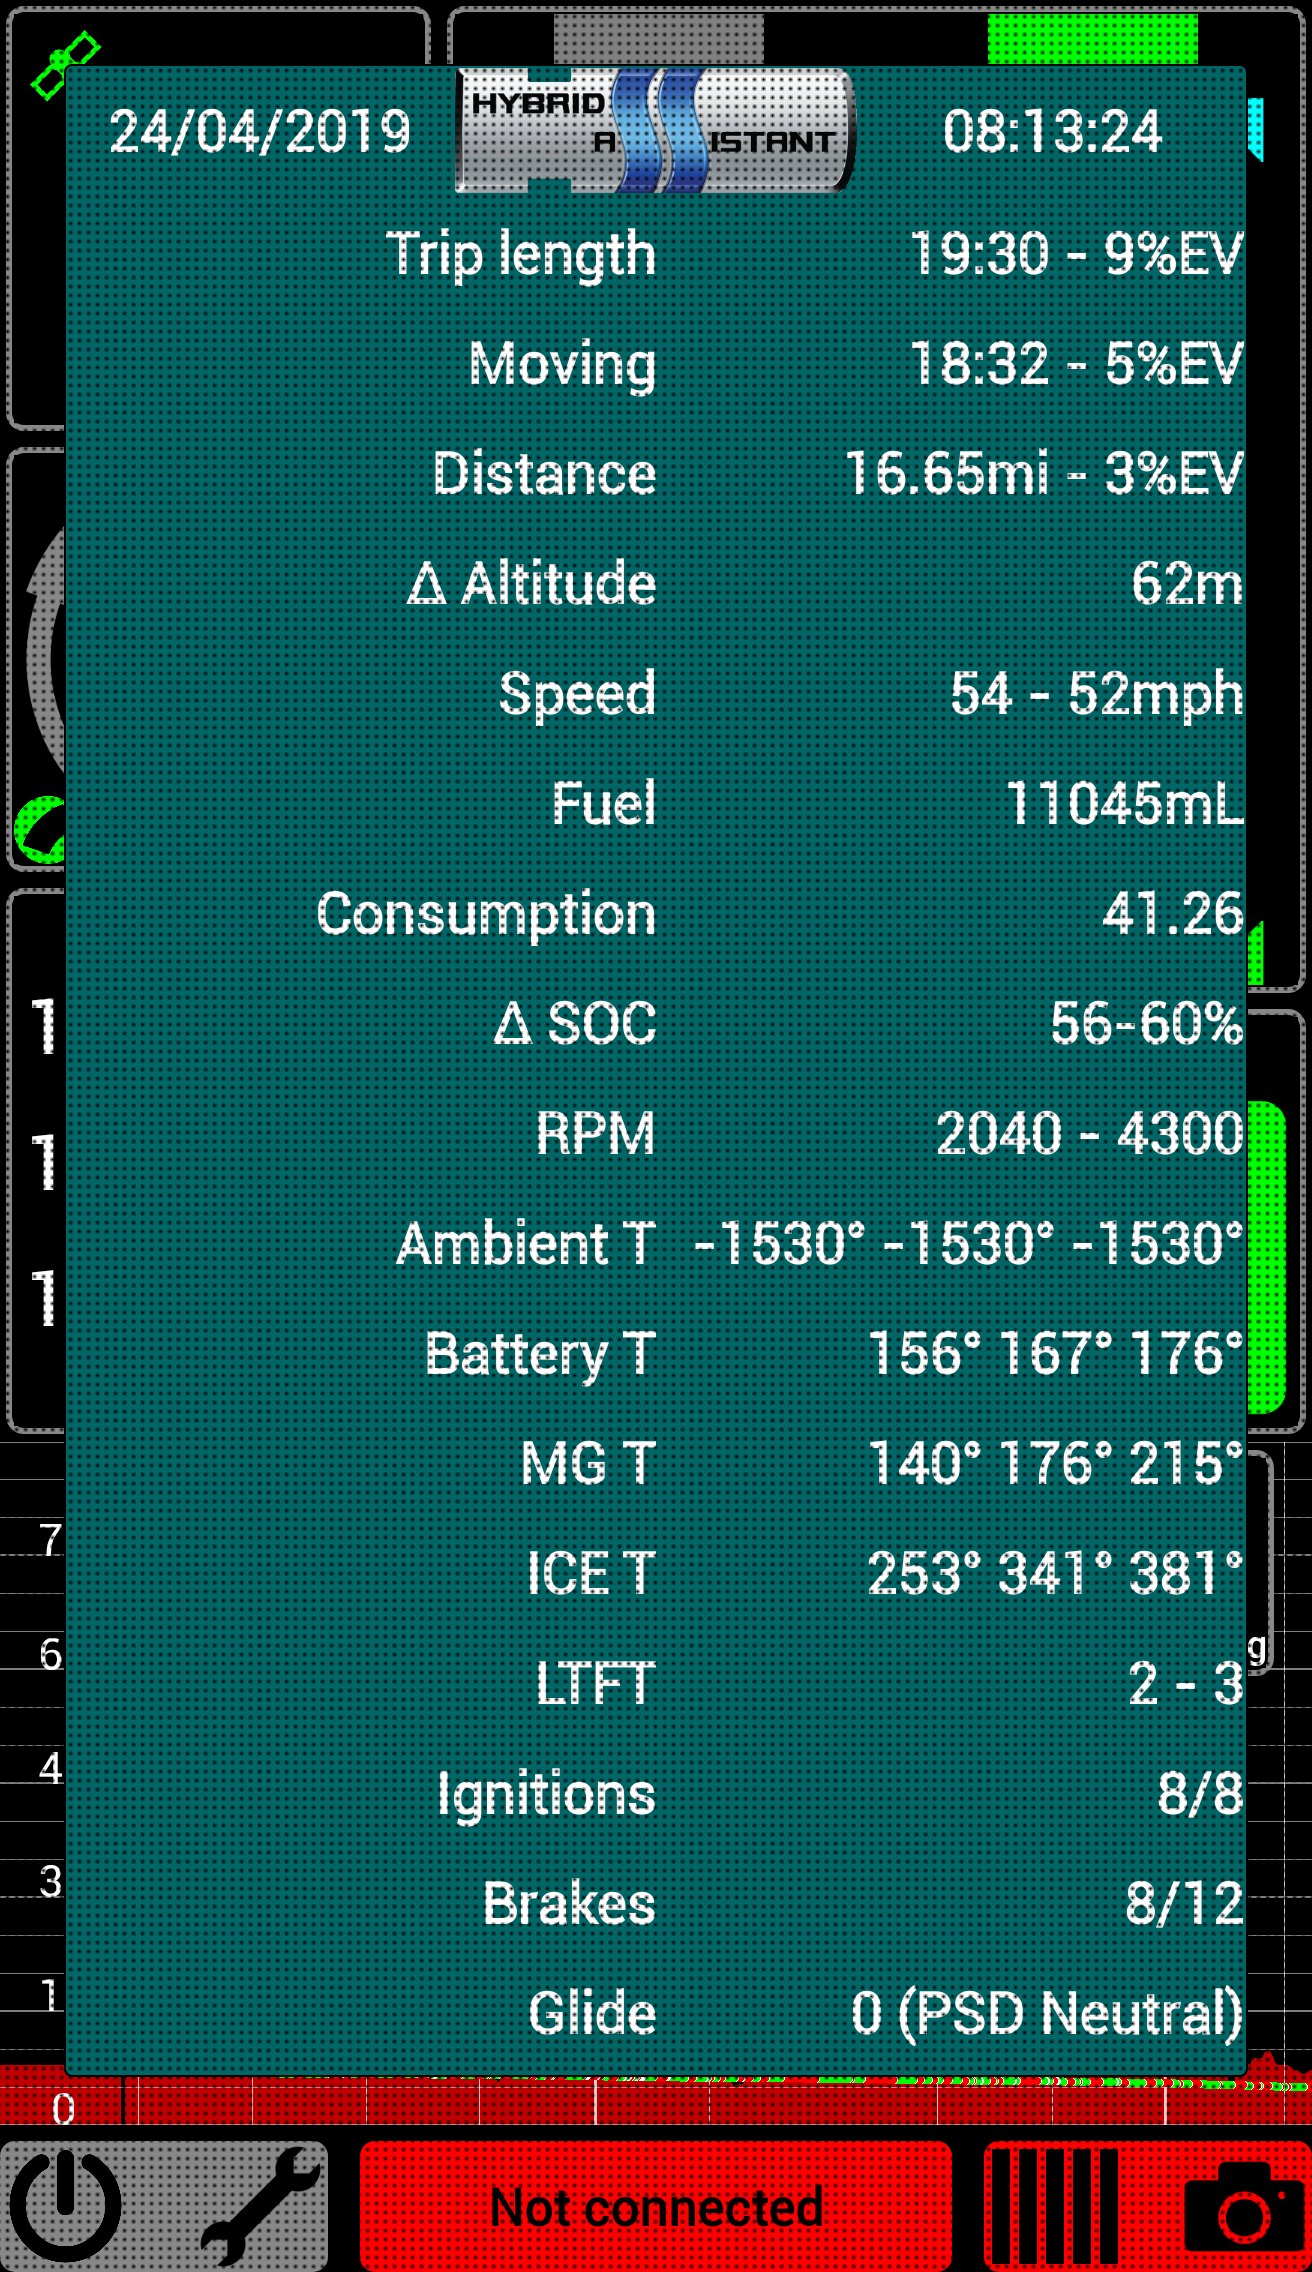 24/04/2019 HYBRID ASSISTANT 08:13:24
Trip length 19:30 - 9%EV
Moving 18:32 - 5%EV
Distance 16.65mi - 3%EV
Δ Altitude 62m
Speed 54 - 52mph
Fuel 11045mL
Consumption 41.26
Δ SOC 56-60%
1
RPM 2040 - 4300
1
Ambient T -1530° -1530° -1530°
1
Battery T 156° 167° 176°
MG T 140° 176° 215°
7
ICE T 253° 341° 381°
6 g
LTFT 2 - 3
4
Ignitions 8/8
3
Brakes 8/12
1
Glide 0 (PSD Neutral)
0
Not connected